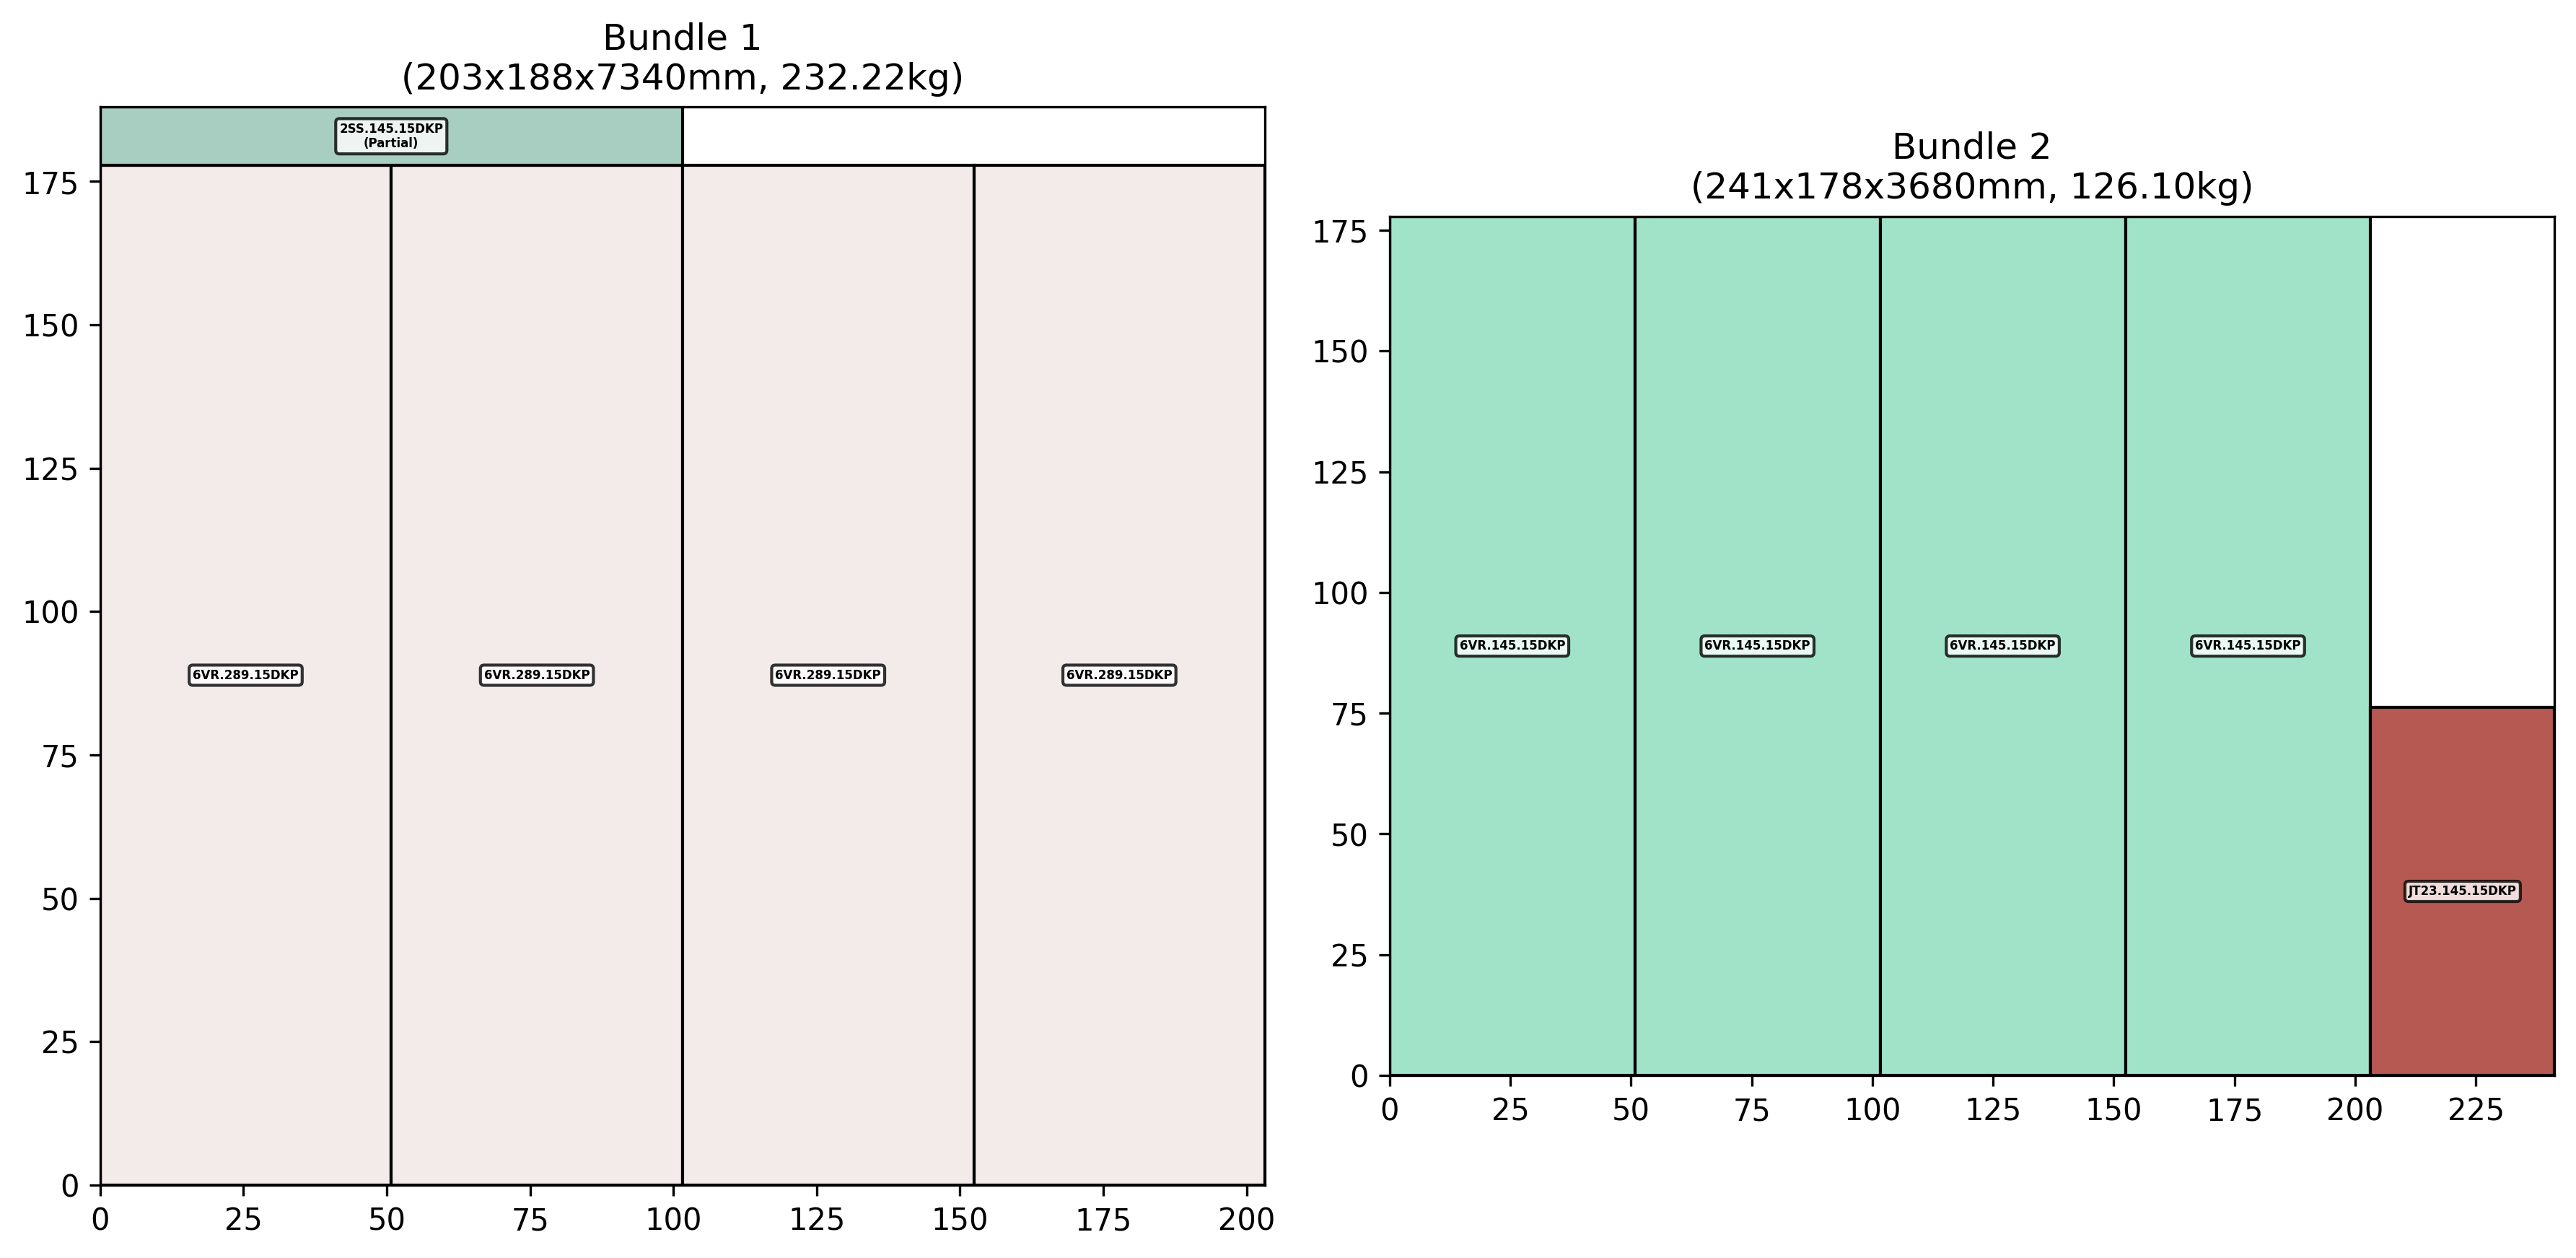 Bundle 1
(203x188x7340mm, 232.22kg)
2SS.145.15DKP
(Partial)
175
150
125
100
75
50
25
0
6VR.289.15DKP
6VR.289.15DKP
6VR.289.15DKP
6VR.289.15DKP
0 25 50 75 100 125 150 175 200
Bundle 2
(241x178x3680mm, 126.10kg)
175
150
125
100
75
50
25
0
6VR.145.15DKP
6VR.145.15DKP
6VR.145.15DKP
6VR.145.15DKP
JT23.145.15DKP
0 25 50 75 100 125 150 175 200 225